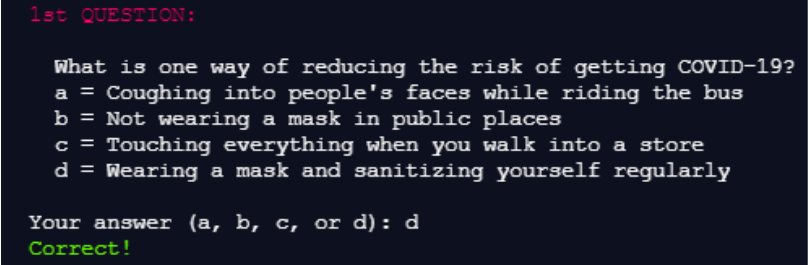 1st QUESTION:
What is one way of reducing the risk of getting COVID-19?
a = Coughing into people's faces while riding the bus
b = Not wearing a mask in public places
c = Touching everything when you walk into a store
d = Wearing a mask and sanitizing yourself regularly
Your answer (a, b, c, or d): d
Correct!